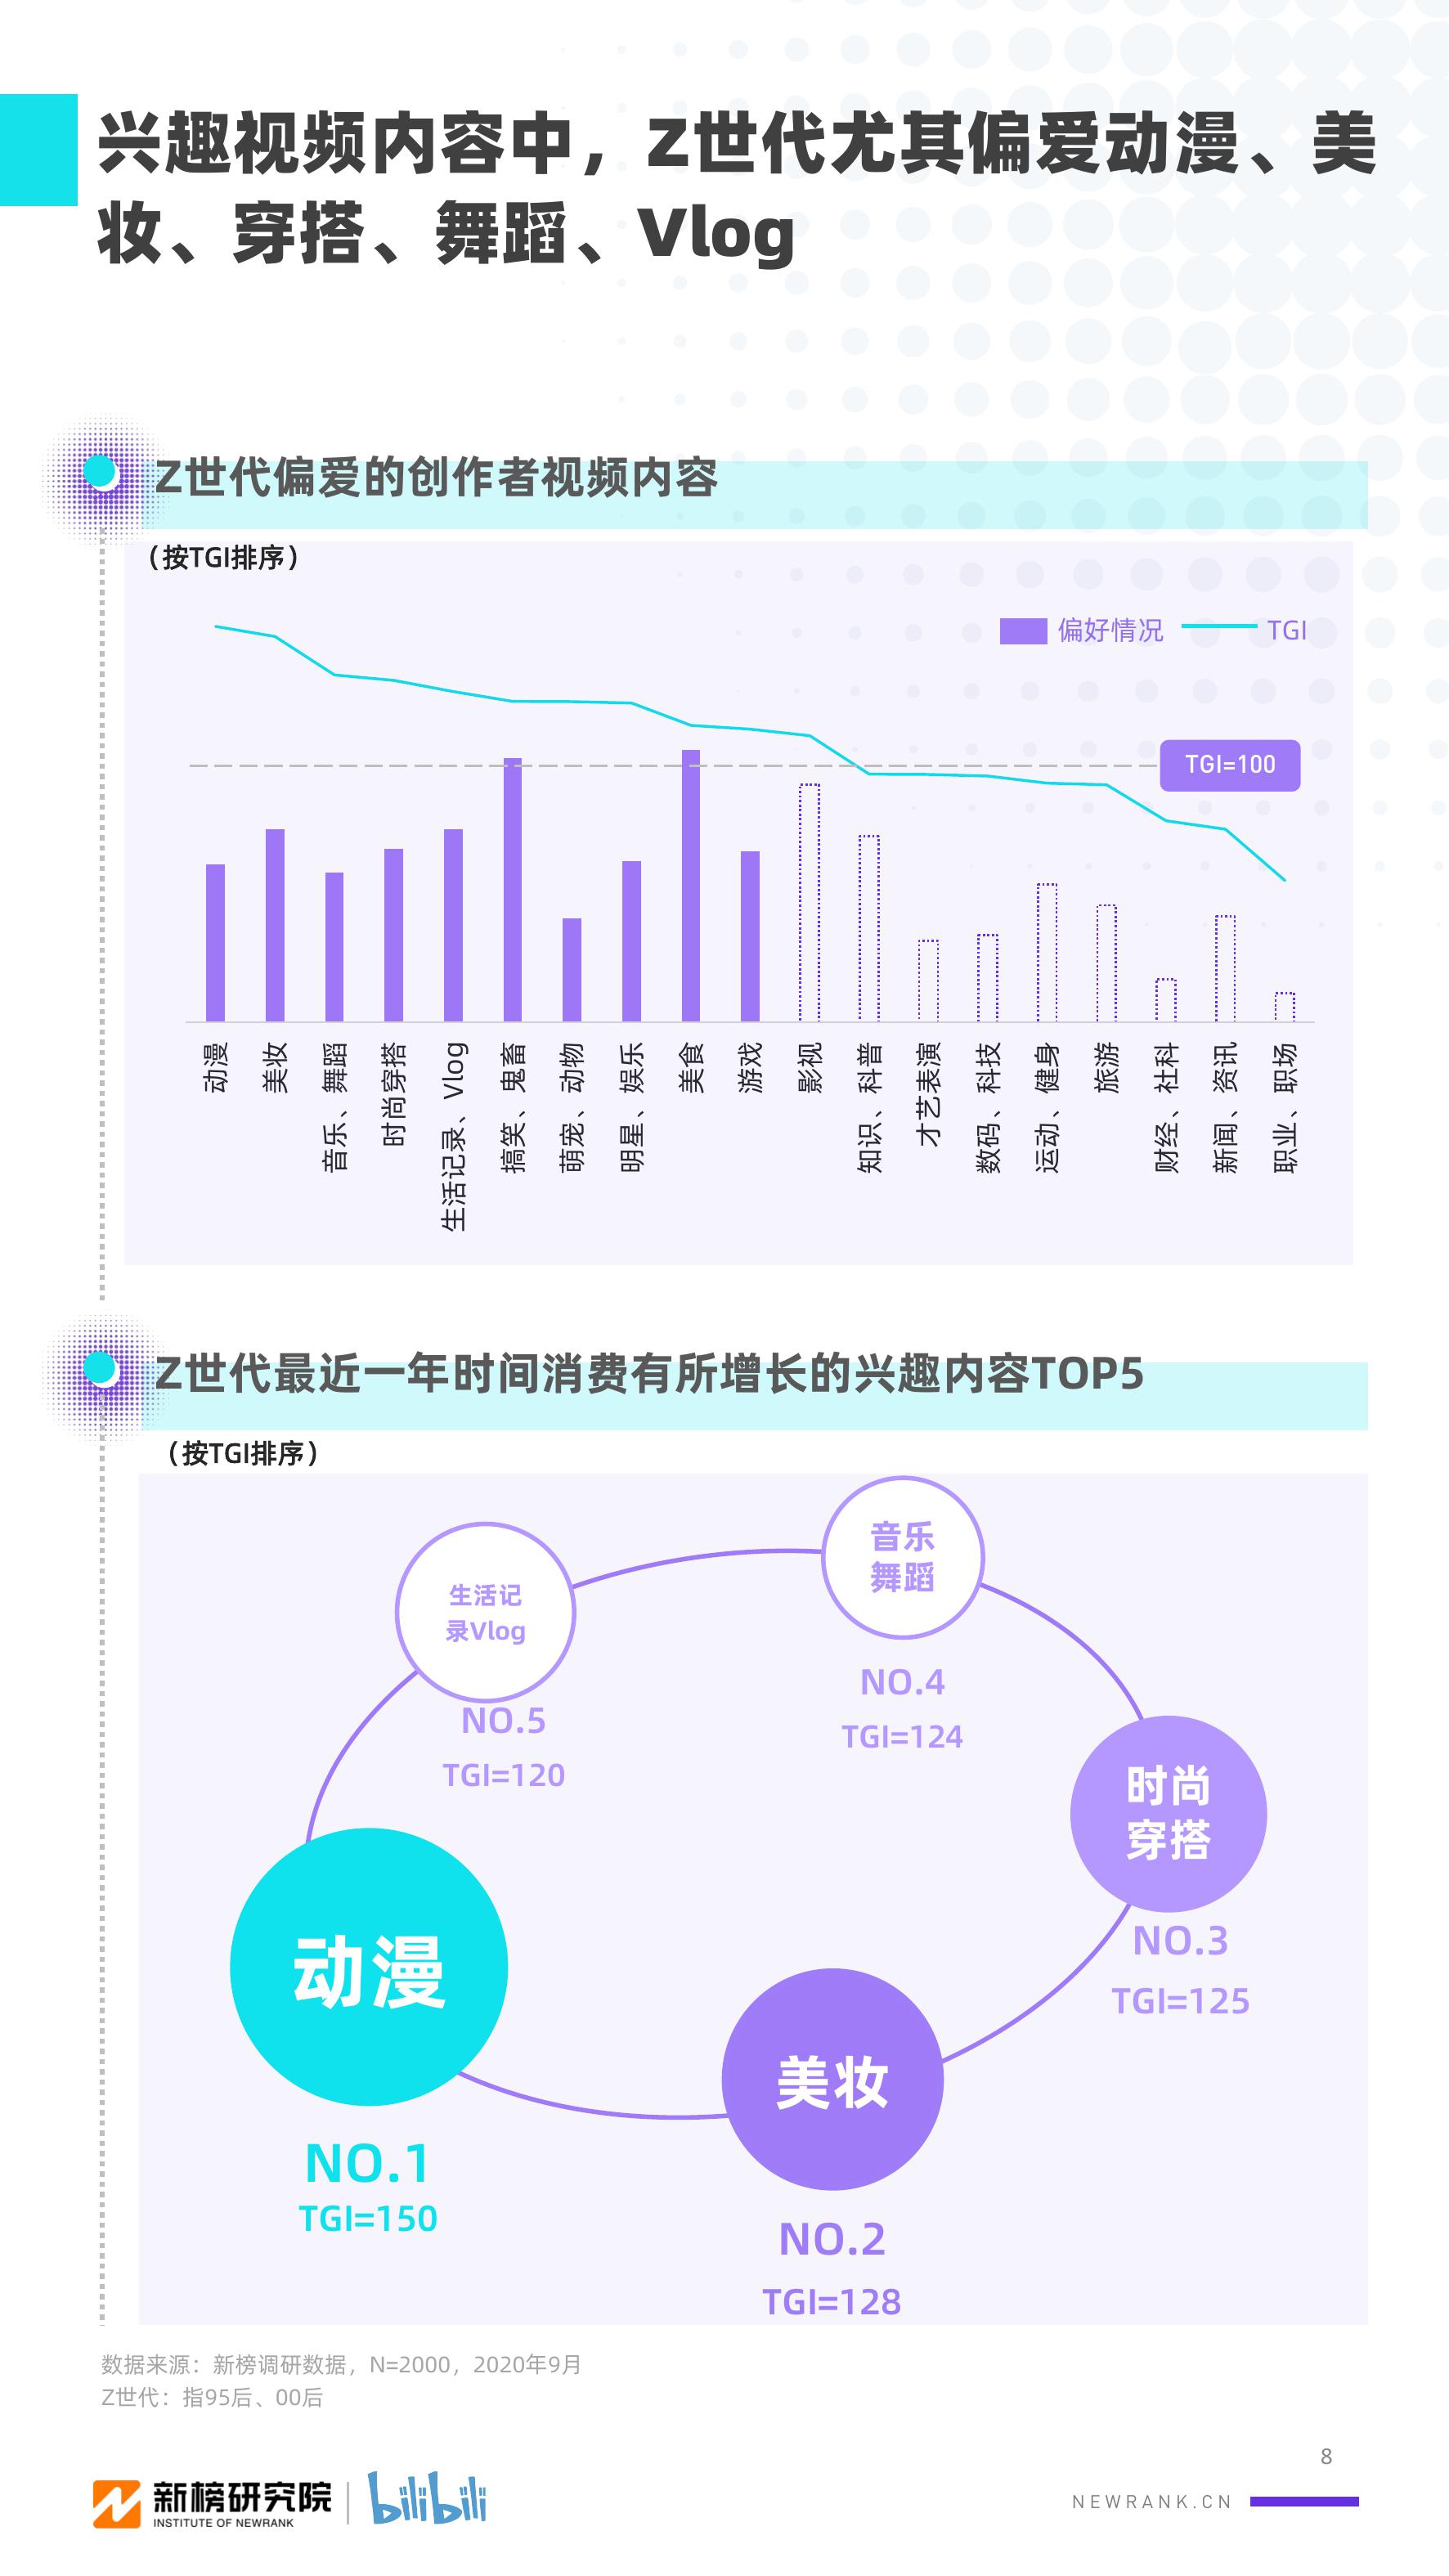 兴趣视频内容中，Z世代尤其偏爱动漫、美
妆、穿搭、舞蹈、Vlog
Z世代偏爱的创作者视频内容
（按TGI排序）
偏好情况
TGI
TGI=100
动漫
美妆
音乐、舞蹈
时尚穿搭
生活记录、Vlog
搞笑、鬼畜
萌宠、动物
明星、娱乐
美食
游戏
影视
知识、科普
才艺表演
数码、科技
运动、健身
旅游
财经、社科
新闻、资讯
职业、职场
Z世代最近一年时间消费有所增长的兴趣内容TOP5
（按TGI排序）
音乐
舞蹈
NO.4
TGI=124
生活记
录Vlog
NO.5
TGI=120
时尚
穿搭
NO.3
TGI=125
动漫
NO.1
TGI=150
美妆
NO.2
TGI=128
数据来源：新榜调研数据，N=2000，2020年9月
Z世代：指95后、00后
8
新榜研究院
INSTITUTE OF NEWRANK
bilibili
NEWRANK.CN